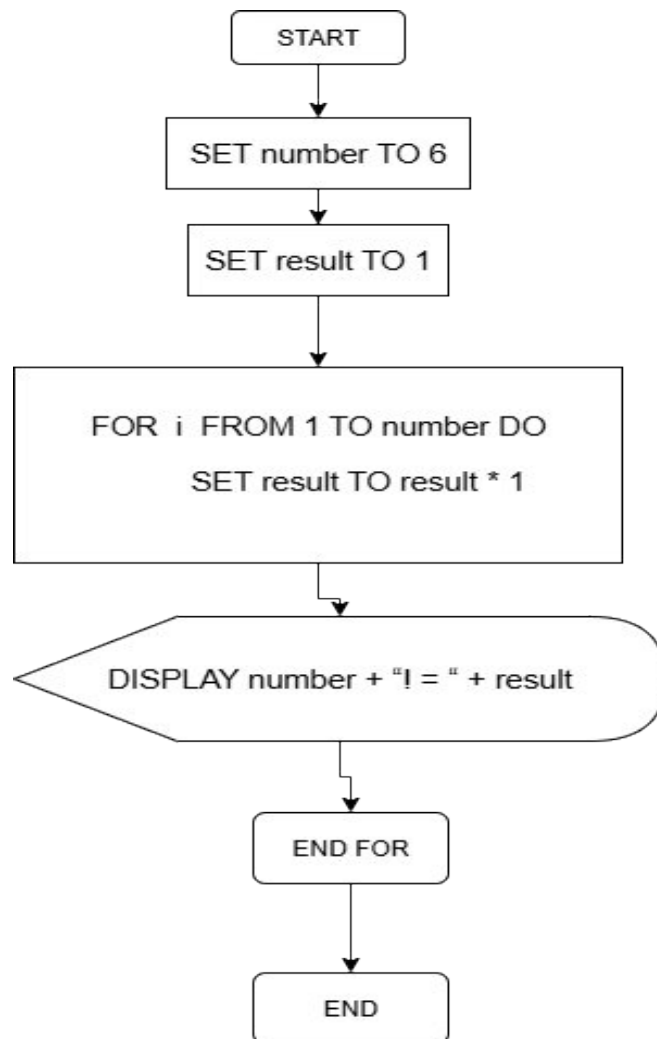 START
SET number TO 6
SET result TO 1
FOR i FROM 1 TO number DO
SET result TO result * 1
DISPLAY number + “! = “ + result
END FOR
END